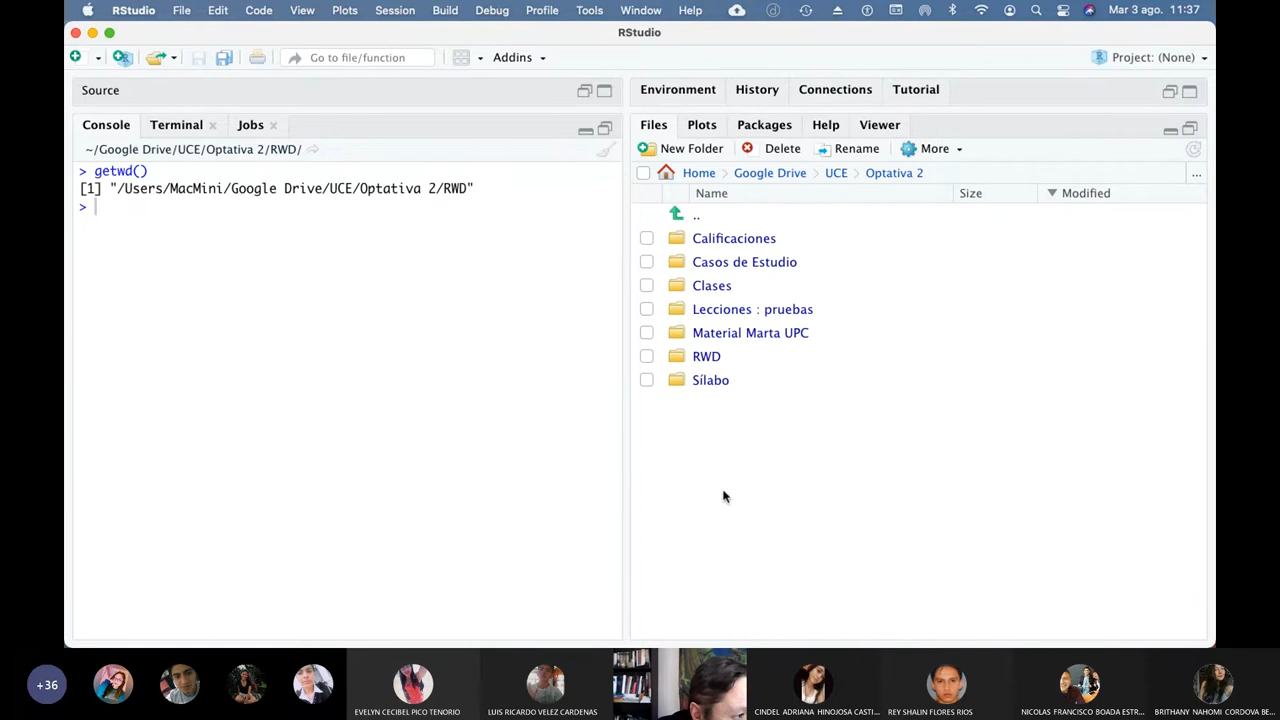 RStudio File Edit Code View Plots Session Build Debug Profile Tools Window Help Mar 3 ago. 11:37
RStudio
Go to file/function
Addins
Project: (None)
Source
Console Terminal Jobs
~/Google Drive/UCE/Optativa 2/RWD/
> getwd()
[1] "/Users/MacMini/Google Drive/UCE/Optativa 2/RWD"
>
Environment History Connections Tutorial
Files Plots Packages Help Viewer
New Folder Delete Rename More
Home Google Drive UCE Optativa 2 ...
Name Size Modified
..
Calificaciones
Casos de Estudio
Clases
Lecciones : pruebas
Material Marta UPC
RWD
Sílabo
+36
EVELYN CECIBEL PICO TENORIO
LUIS RICARDO VELEZ CARDENAS
CINDEL ADRIANA HINOJOSA CASTI...
REY SHALIN FLORES RIOS
NICOLAS FRANCISCO BOADA ESTR...
BRITHANY NAHOMI CORDOVA BE...